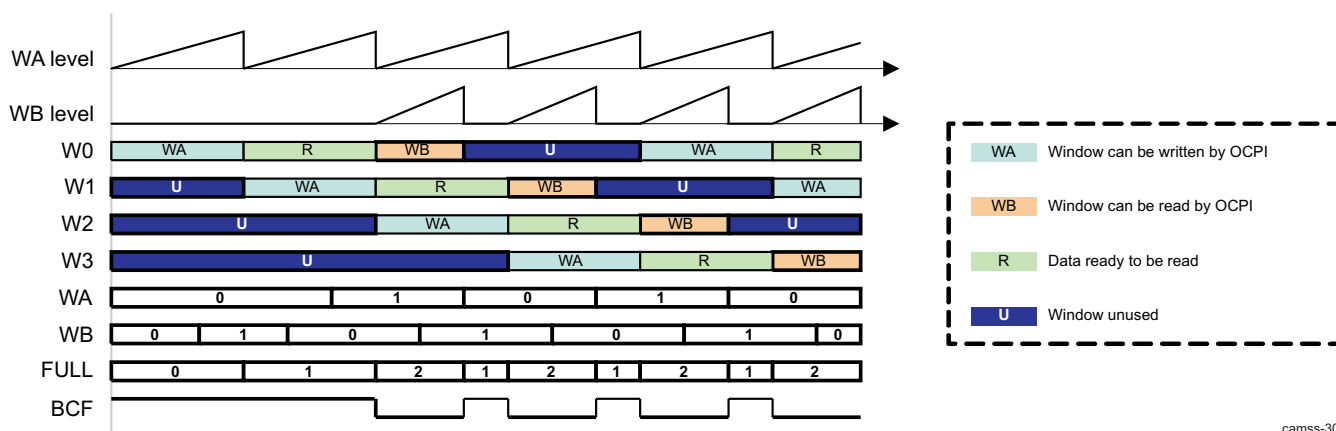 WA level
WB level
W0 WA R WB U WA R
W1 U WA R WB U WA
W2 U WA R WB U
W3 U WA R WB
WA 0 1 0 1 0
WB 0 1 0 1 0 1 0
FULL 0 1 2 1 2 1 2 1 2
BCF
WA Window can be written by OCPI
WB Window can be read by OCPI
R Data ready to be read
U Window unused
camss-30